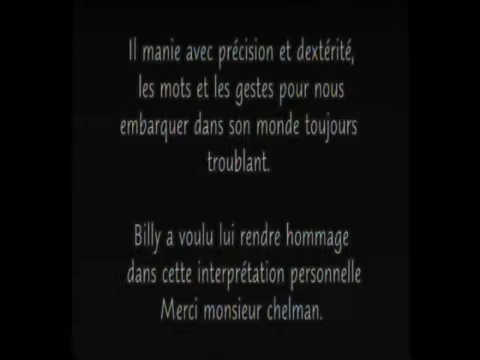 Il manie avec précision et dextérité,
les mots et les gestes pour nous
embarquer dans son monde toujours
troublant.
Billy a voulu lui rendre hommage
dans cette interprétation personnelle
Merci monsieur chelman.